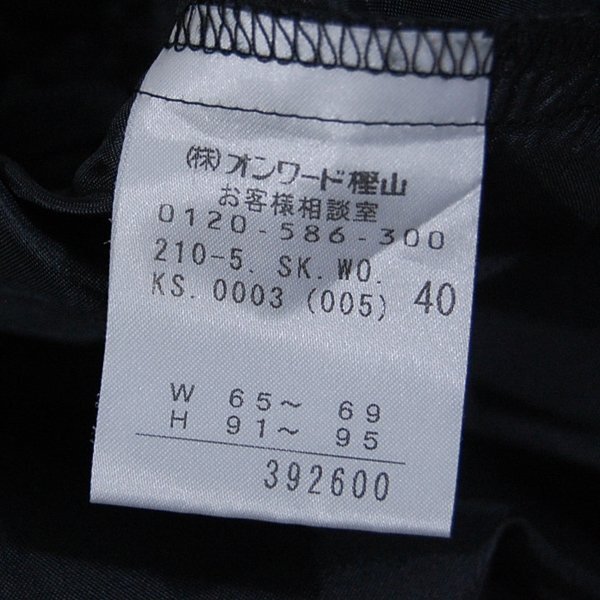 (株)オンワード樫山
お客様相談室
0120-586-300
210-5. SK. WO.
KS. 0003 (005) 40
W 65～ 69
H 91～ 95
392600